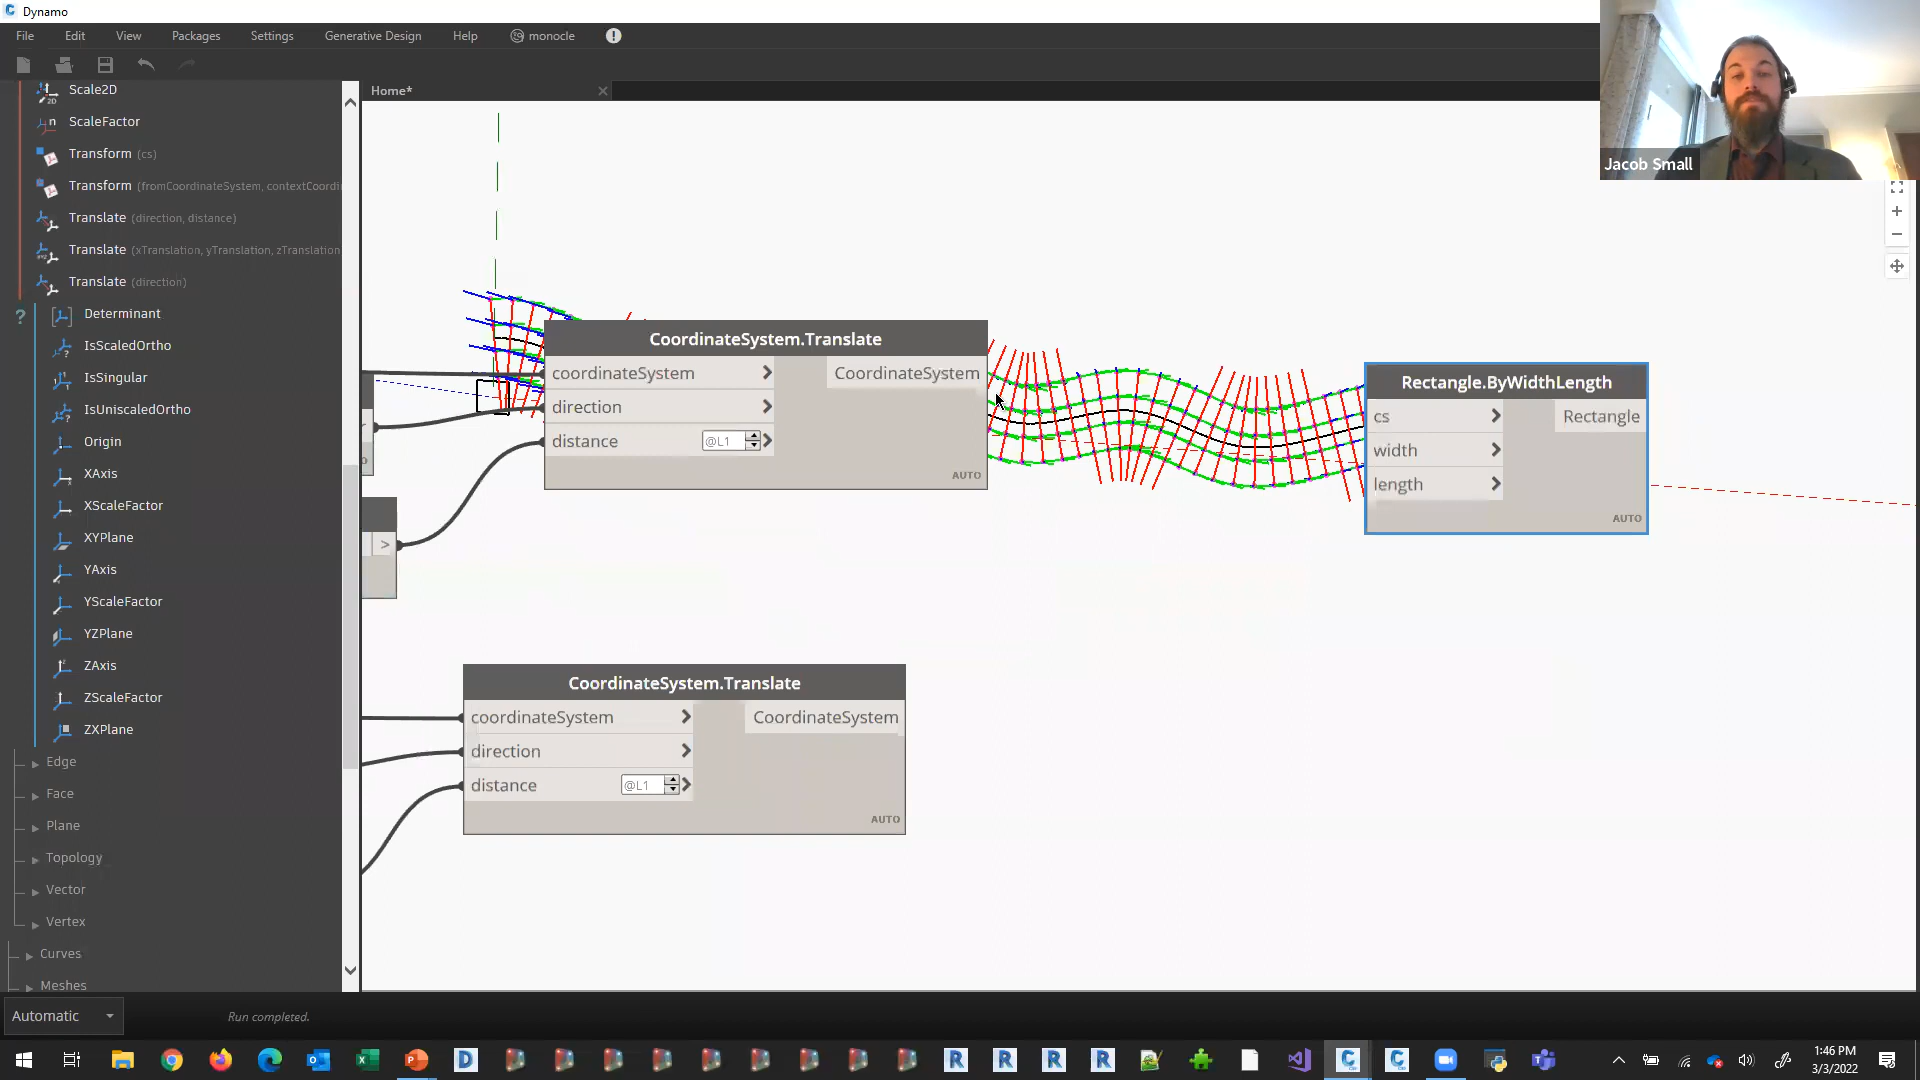 Dynamo
File Edit View Packages Settings Generative Design Help monocle
Home*
Jacob Small
Scale2D
ScaleFactor
Transform (cs)
Transform (fromCoordinateSystem, contextCoordi
Translate (direction, distance)
Translate (xTranslation, yTranslation, zTranslation
Translate (direction)
Determinant
IsScaledOrtho
IsSingular
IsUniscaledOrtho
Origin
XAxis
XScaleFactor
XYPlane
YAxis
YScaleFactor
YZPlane
ZAxis
ZScaleFactor
ZXPlane
Edge
Face
Plane
Topology
Vector
Vertex
Curves
Meshes
CoordinateSystem.Translate
coordinateSystem > CoordinateSystem
direction >
distance @L1 >
AUTO
Rectangle.ByWidthLength
cs > Rectangle
width >
length >
AUTO
>
CoordinateSystem.Translate
coordinateSystem > CoordinateSystem
direction >
distance @L1 >
AUTO
Automatic
Run completed.
1:46 PM
3/3/2022